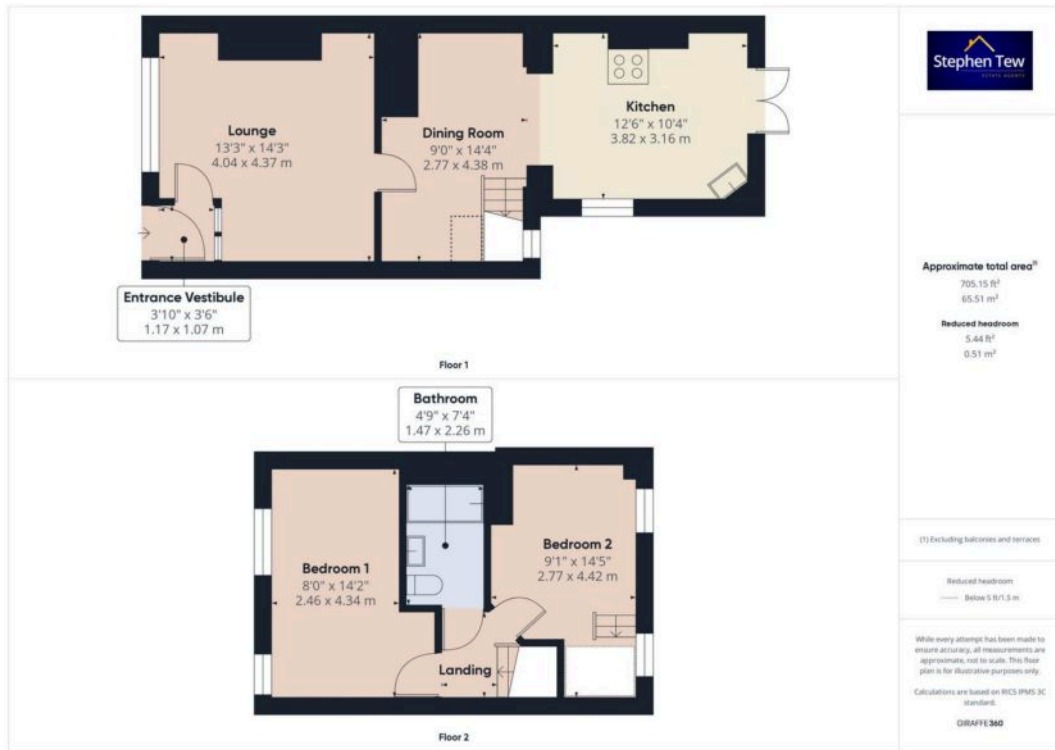 Lounge
13'3" x 14'3"
4.04 x 4.37 m
Dining Room
9'0" x 14'4"
2.77 x 4.38 m
Kitchen
12'6" x 10'4"
3.82 x 3.16 m
Entrance Vestibule
3'10" x 3'6"
1.17 x 1.07 m
Floor 1
Bathroom
4'9" x 7'4"
1.47 x 2.26 m
Bedroom 1
8'0" x 14'2"
2.46 x 4.34 m
Bedroom 2
9'1" x 14'5"
2.77 x 4.42 m
Landing
Floor 2
Stephen Tew
ESTATE AGENTS
Approximate total area⁽¹⁾
705.15 ft²
65.51 m²
Reduced headroom
5.44 ft²
0.51 m²
(1) Excluding balconies and terraces
Reduced headroom
Below 5 ft/1.5 m
While every attempt has been made to
ensure accuracy, all measurements are
approximate, not to scale. This floor
plan is for illustrative purposes only.
Calculations are based on RICS IPMS 3C
standard.
GIRAFFE360